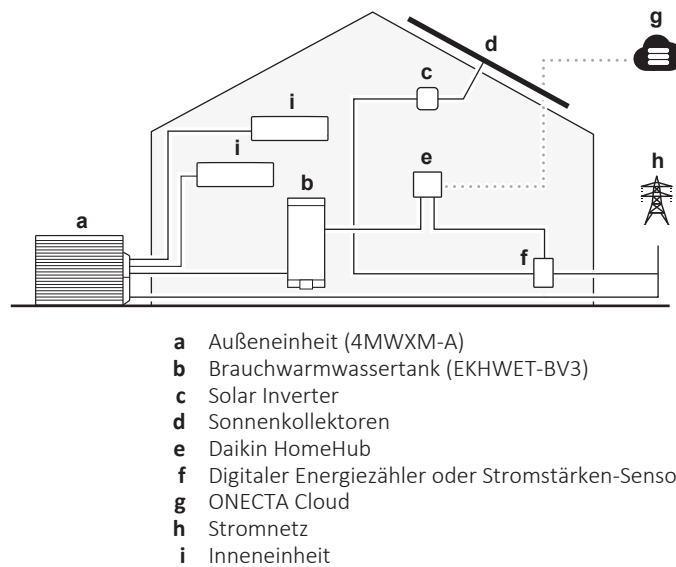 g
d
c
i
i
e
h
b
a
f
a Außeneinheit (4MWXM-A)
b Brauchwarmwassertank (EKHWET-BV3)
c Solar Inverter
d Sonnenkollektoren
e Daikin HomeHub
f Digitaler Energiezähler oder Stromstärken-Senso
g ONECTA Cloud
h Stromnetz
i Inneneinheit